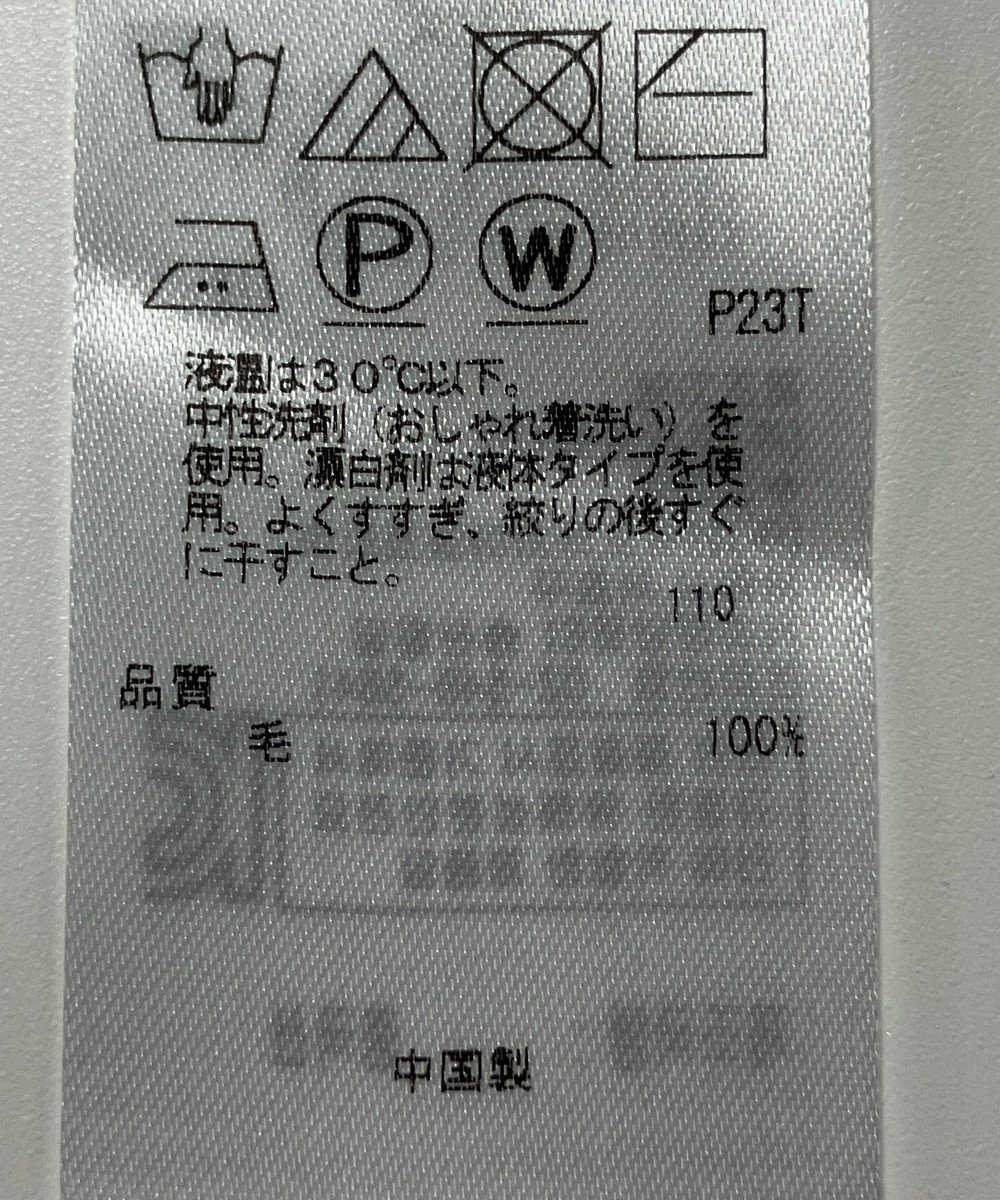 P
W
P23T
液温は30℃以下。
中性洗剤(おしゃれ着洗い)を
使用。漂白剤は液体タイプを使
用。よくすすぎ、絞りの後すぐ
に干すこと。
110
品質
毛 100%
中国製